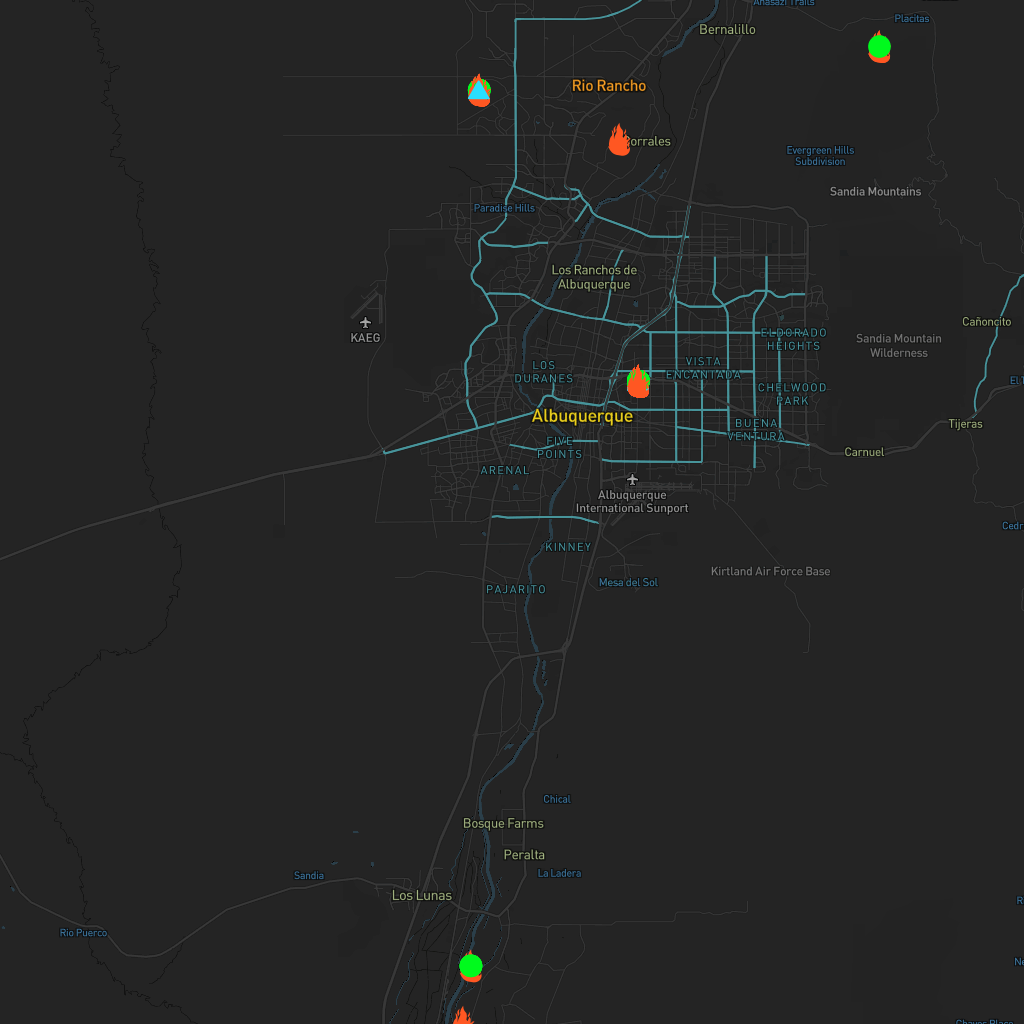 Anasazi Trails
Placitas
Bernalillo
Rio Rancho
Corrales
Evergreen Hills
Subdivision
Sandia Mountains
Paradise Hills
Los Ranchos de
Albuquerque
KAEG
Cañoncito
ELDORADO
HEIGHTS
Sandia Mountain
Wilderness
LOS
DURANES
VISTA
ENCANTADA
CHELWOOD
PARK
El T
Albuquerque
BUENA
VENTURA
Tijeras
FIVE
POINTS
Carnuel
ARENAL
Albuquerque
International Sunport
Cedr
KINNEY
Kirtland Air Force Base
Mesa del Sol
PAJARITO
Chical
Bosque Farms
Peralta
La Ladera
Sandia
Los Lunas
Rio Puerco